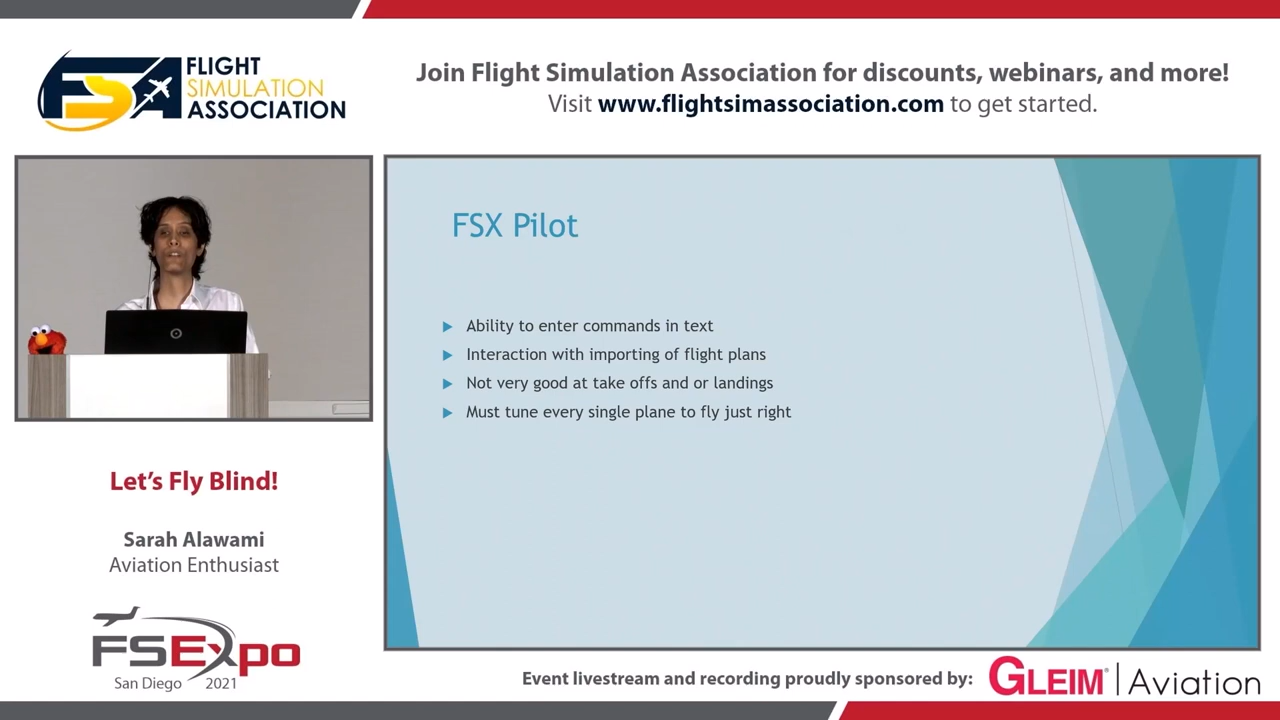 FSA
FLIGHT
SIMULATION
ASSOCIATION
Join Flight Simulation Association for discounts, webinars, and more!
Visit www.flightsimassociation.com to get started.
FSX Pilot
Ability to enter commands in text
Interaction with importing of flight plans
Not very good at take offs and or landings
Must tune every single plane to fly just right
Let's Fly Blind!
Sarah Alawami
Aviation Enthusiast
FSExpo
San Diego 2021
Event livestream and recording proudly sponsored by:
GLEIM® | Aviation